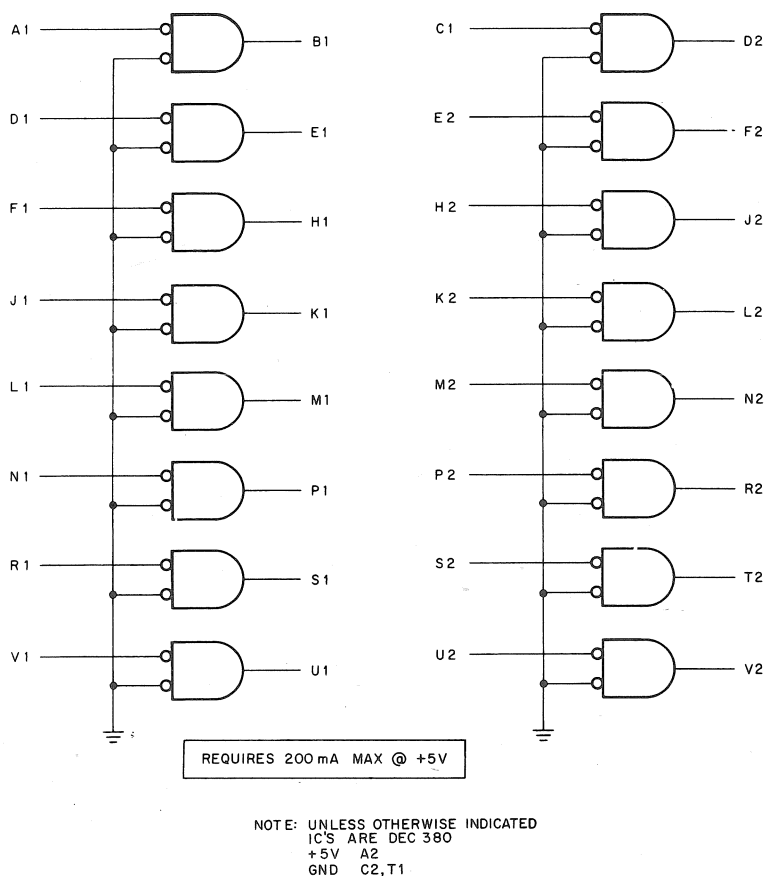 A1 B1 C1 D2
D1 E1 E2 F2
F1 H1 H2 J2
J1 K1 K2 L2
L1 M1 M2 N2
N1 P1 P2 R2
R1 S1 S2 T2
V1 U1 U2 V2
REQUIRES 200mA MAX @ +5V
NOTE: UNLESS OTHERWISE INDICATED
IC'S ARE DEC 380
+5V A2
GND C2,T1